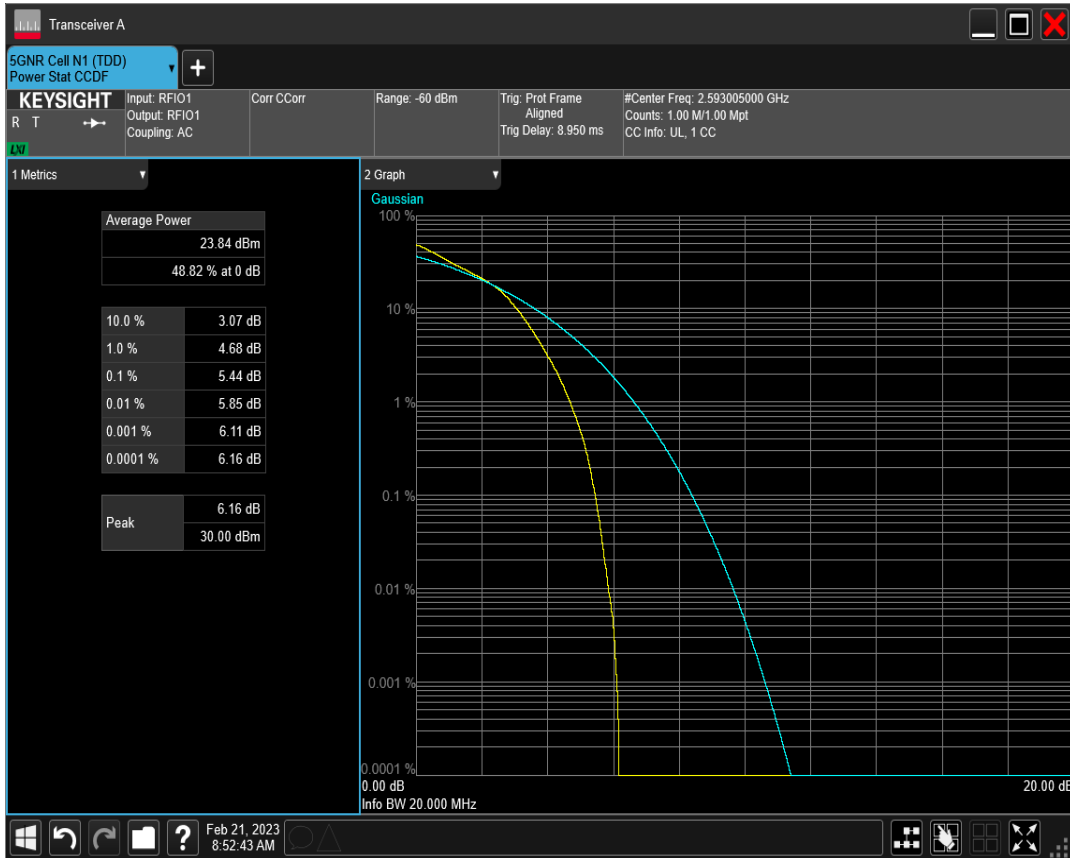 Transceiver A
5GNR Cell N1 (TDD)
Power Stat CCDF
KEYSIGHT
R T
LXI
Input: RFIO1
Output: RFIO1
Coupling: AC
Corr CCorr
Range: -60 dBm
Trig: Prot Frame
Aligned
Trig Delay: 8.950 ms
#Center Freq: 2.593005000 GHz
Counts: 1.00 M/1.00 Mpt
CC Info: UL, 1 CC
1 Metrics
Average Power
23.84 dBm
48.82 % at 0 dB
10.0 % 3.07 dB
1.0 % 4.68 dB
0.1 % 5.44 dB
0.01 % 5.85 dB
0.001 % 6.11 dB
0.0001 % 6.16 dB
Peak
6.16 dB
30.00 dBm
2 Graph
Gaussian
100 %
10 %
1 %
0.1 %
0.01 %
0.001 %
0.0001 %
0.00 dB 20.00 dB
Info BW 20.000 MHz
?
Feb 21, 2023
8:52:43 AM